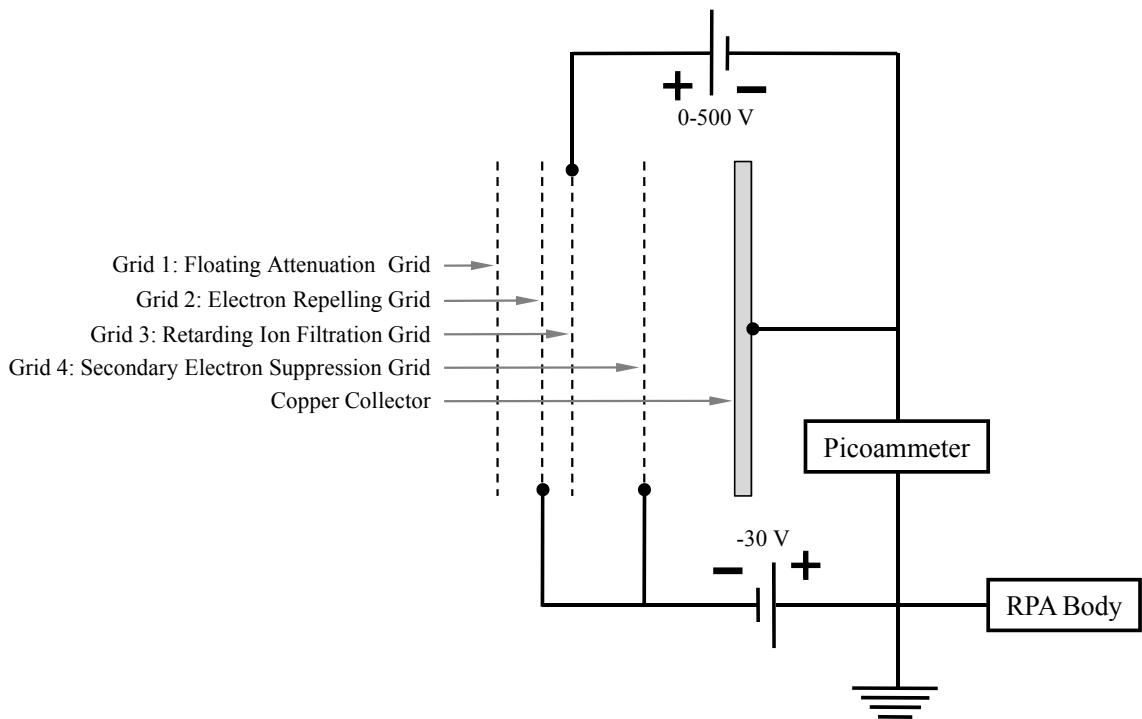 + −
0-500 V
Grid 1: Floating Attenuation Grid
Grid 2: Electron Repelling Grid
Grid 3: Retarding Ion Filtration Grid
Grid 4: Secondary Electron Suppression Grid
Copper Collector
Picoammeter
-30 V
− +
RPA Body